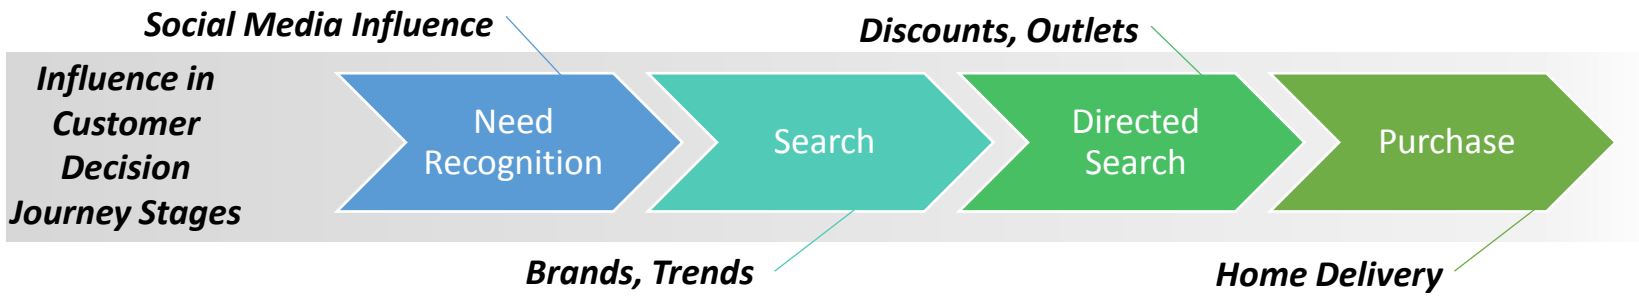 Social Media Influence
Discounts, Outlets
Influence in
Customer
Decision
Journey Stages
Need
Recognition
Search
Directed
Search
Purchase
Brands, Trends
Home Delivery